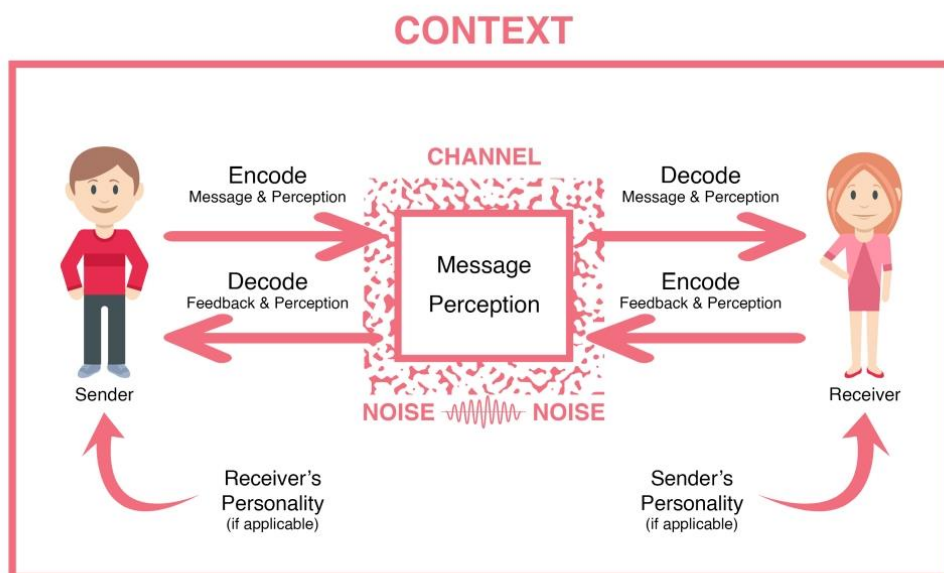 CONTEXT
CHANNEL
Encode
Message & Perception
Decode
Message & Perception
Message
Perception
Decode
Feedback & Perception
Encode
Feedback & Perception
Sender
NOISE NOISE
Receiver
Receiver's
Personality
(if applicable)
Sender's
Personality
(if applicable)